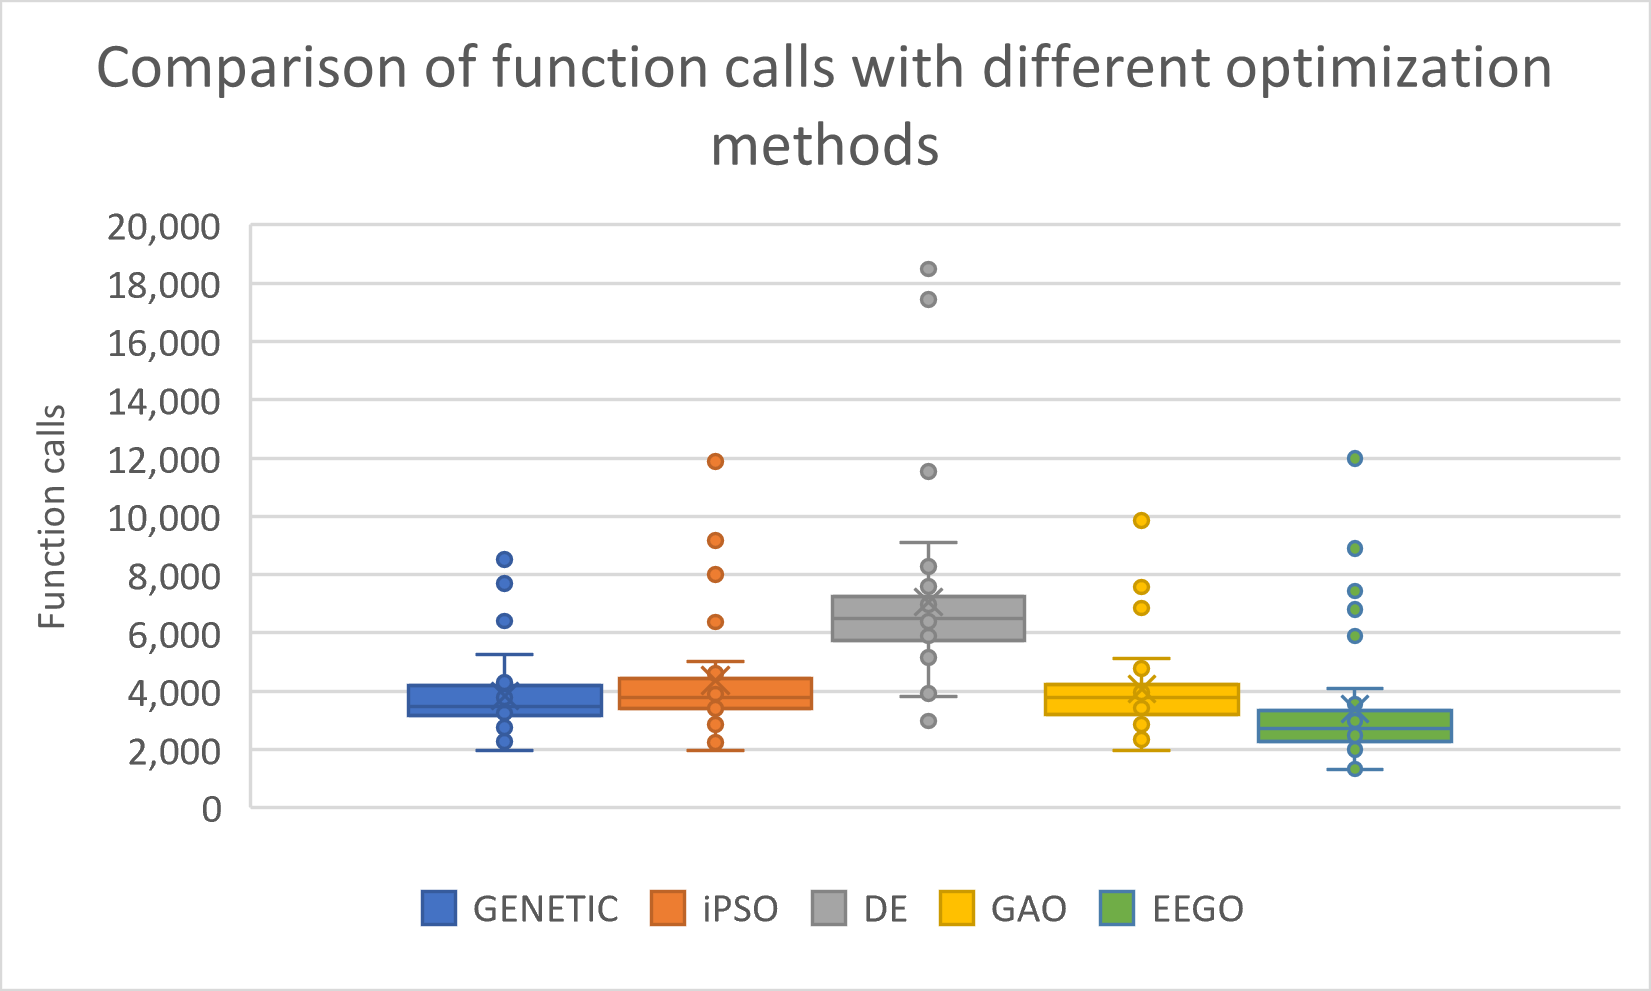 Comparison of function calls with different optimization
methods
20,000
18,000
16,000
14,000
12,000
10,000
8,000
6,000
4,000
2,000
0
Function calls
GENETIC iPSO DE GAO EEGO